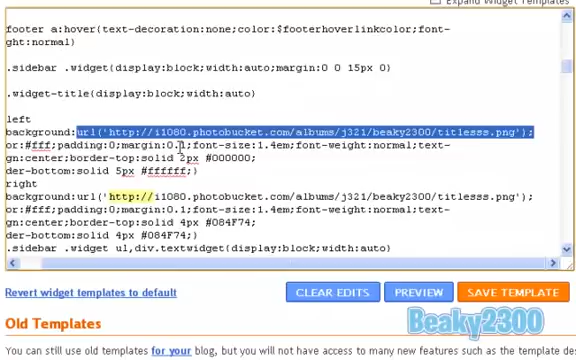 Expand Widget Templates
footer a:hover(text-decoration:none;color:$footerhoverlinkcolor;font-
ght:normal)
.sidebar .widget(display:block;width:auto;margin:0 0 15px 0)
.widget-title(display:block;width:auto)
left
background:url('http://i1080.photobucket.com/albums/j321/beaky2300/titlesss.png');
or:#fff;padding:0;margin:0.1;font-size:1.4em;font-weight:normal;text-
gn:center;border-top:solid 2px #000000;
der-bottom:solid 5px #ffffff;)
right
background:url('http://i1080.photobucket.com/albums/j321/beaky2300/titlesss.png');
or:#fff;padding:0;margin:0.1;font-size:1.4em;font-weight:normal;text-
gn:center;border-top:solid 4px #084F74;
der-bottom:solid 4px #084F74;)
.sidebar .widget ul,div.textwidget(display:block;width:auto)
Revert widget templates to default
CLEAR EDITS PREVIEW SAVE TEMPLATE
Beaky2300
Old Templates
You can still use old templates for your blog, but you will not have access to many new features such as the template des